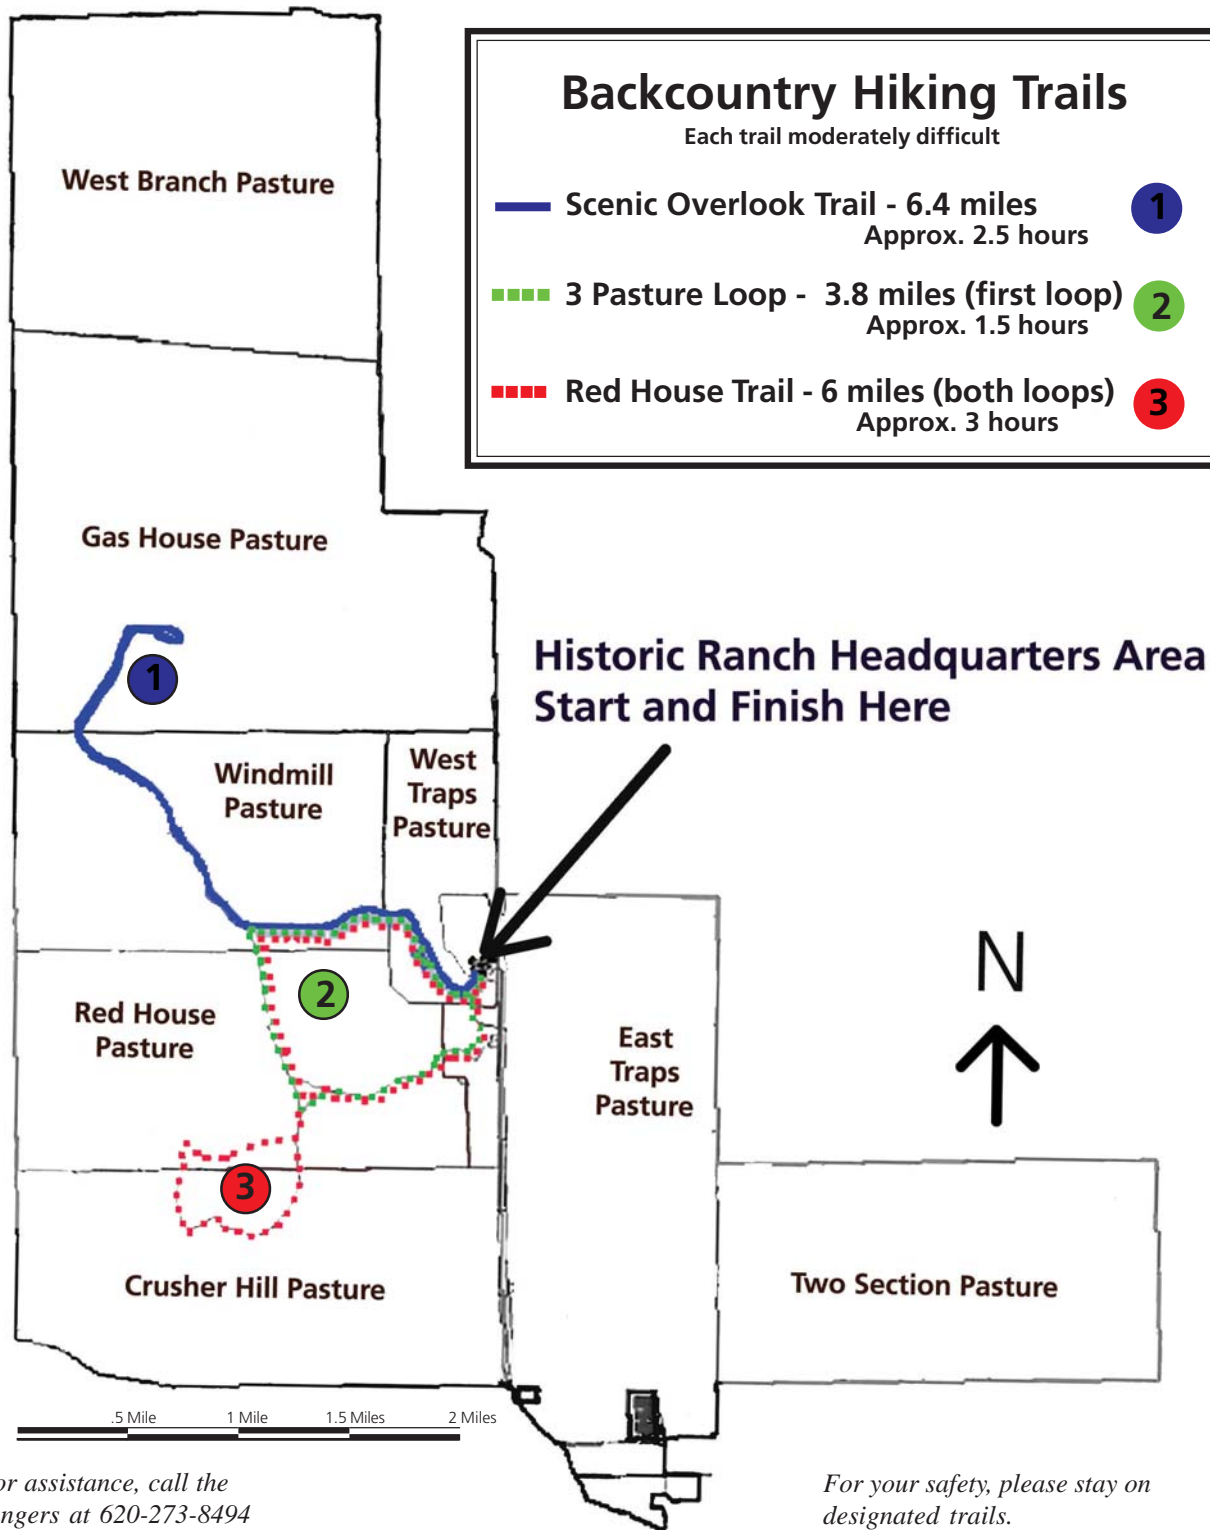 Backcountry Hiking Trails
Each trail moderately difficult
Scenic Overlook Trail - 6.4 miles
Approx. 2.5 hours
1
3 Pasture Loop - 3.8 miles (first loop)
Approx. 1.5 hours
2
Red House Trail - 6 miles (both loops)
Approx. 3 hours
3
West Branch Pasture
Gas House Pasture
1
Historic Ranch Headquarters Area
Start and Finish Here
Windmill
Pasture
West
Traps
Pasture
2
Red House
Pasture
East
Traps
Pasture
N
3
Crusher Hill Pasture
Two Section Pasture
.5 Mile 1 Mile 1.5 Miles 2 Miles
or assistance, call the
ngers at 620-273-8494
For your safety, please stay on
designated trails.